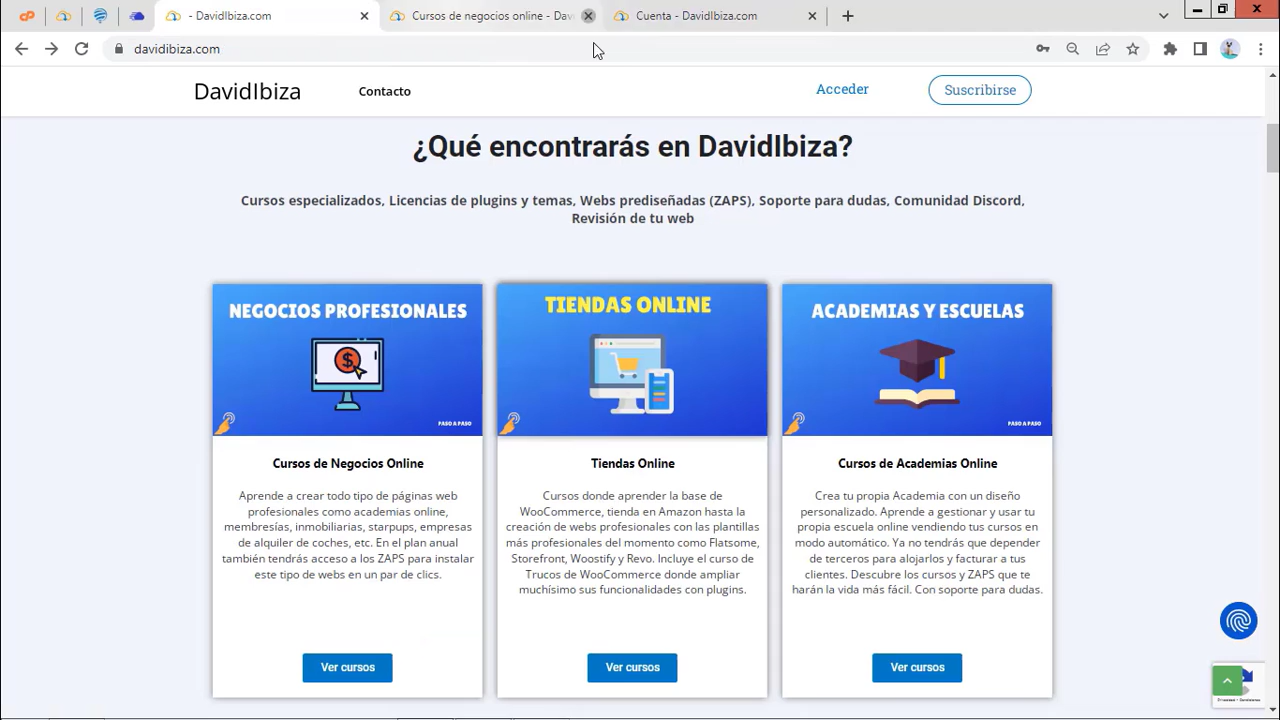 - DavidIbiza.com
Cursos de negocios online - Davi
Cuenta - DavidIbiza.com
davidibiza.com
DavidIbiza
Contacto
Acceder
Suscribirse
¿Qué encontrarás en DavidIbiza?
Cursos especializados, Licencias de plugins y temas, Webs prediseñadas (ZAPS), Soporte para dudas, Comunidad Discord,
Revisión de tu web
NEGOCIOS PROFESIONALES
PASO A PASO
Cursos de Negocios Online
Aprende a crear todo tipo de páginas web
profesionales como academias online,
membresías, inmobiliarias, starpups, empresas
de alquiler de coches, etc. En el plan anual
también tendrás acceso a los ZAPS para instalar
este tipo de webs en un par de clics.
Ver cursos
TIENDAS ONLINE
Tiendas Online
Cursos donde aprender la base de
WooCommerce, tienda en Amazon hasta la
creación de webs profesionales con las plantillas
más profesionales del momento como Flatsome,
Storefront, Woostify y Revo. Incluye el curso de
Trucos de WooCommerce donde ampliar
muchísimo sus funcionalidades con plugins.
Ver cursos
ACADEMIAS Y ESCUELAS
PASO A PASO
Cursos de Academias Online
Crea tu propia Academia con un diseño
personalizado. Aprende a gestionar y usar tu
propia escuela online vendiendo tus cursos en
modo automático. Ya no tendrás que depender
de terceros para alojarlos y facturar a tus
clientes. Descubre los cursos y ZAPS que te
harán la vida más fácil. Con soporte para dudas.
Ver cursos